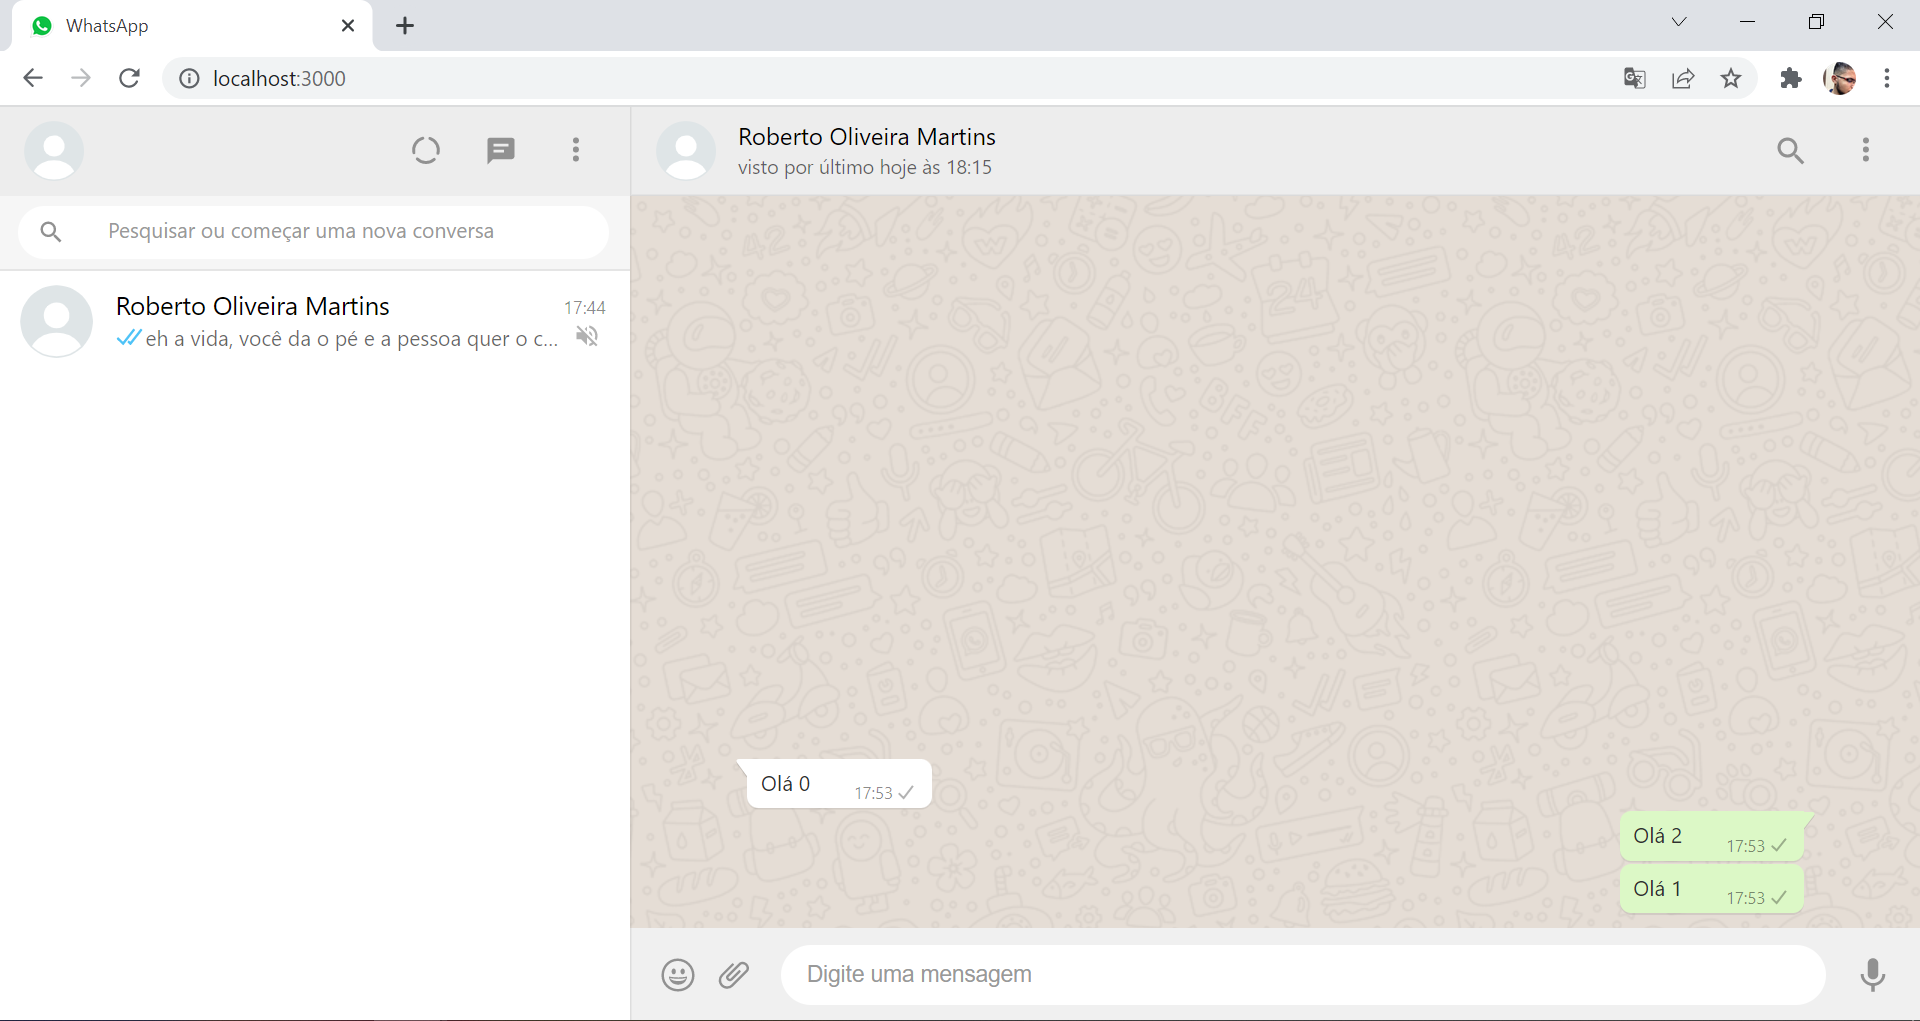 WhatsApp
localhost:3000
Pesquisar ou começar uma nova conversa
Roberto Oliveira Martins
17:44
eh a vida, você da o pé e a pessoa quer o c...
Roberto Oliveira Martins
visto por último hoje às 18:15
Olá 0 17:53
Olá 2 17:53
Olá 1 17:53
Digite uma mensagem